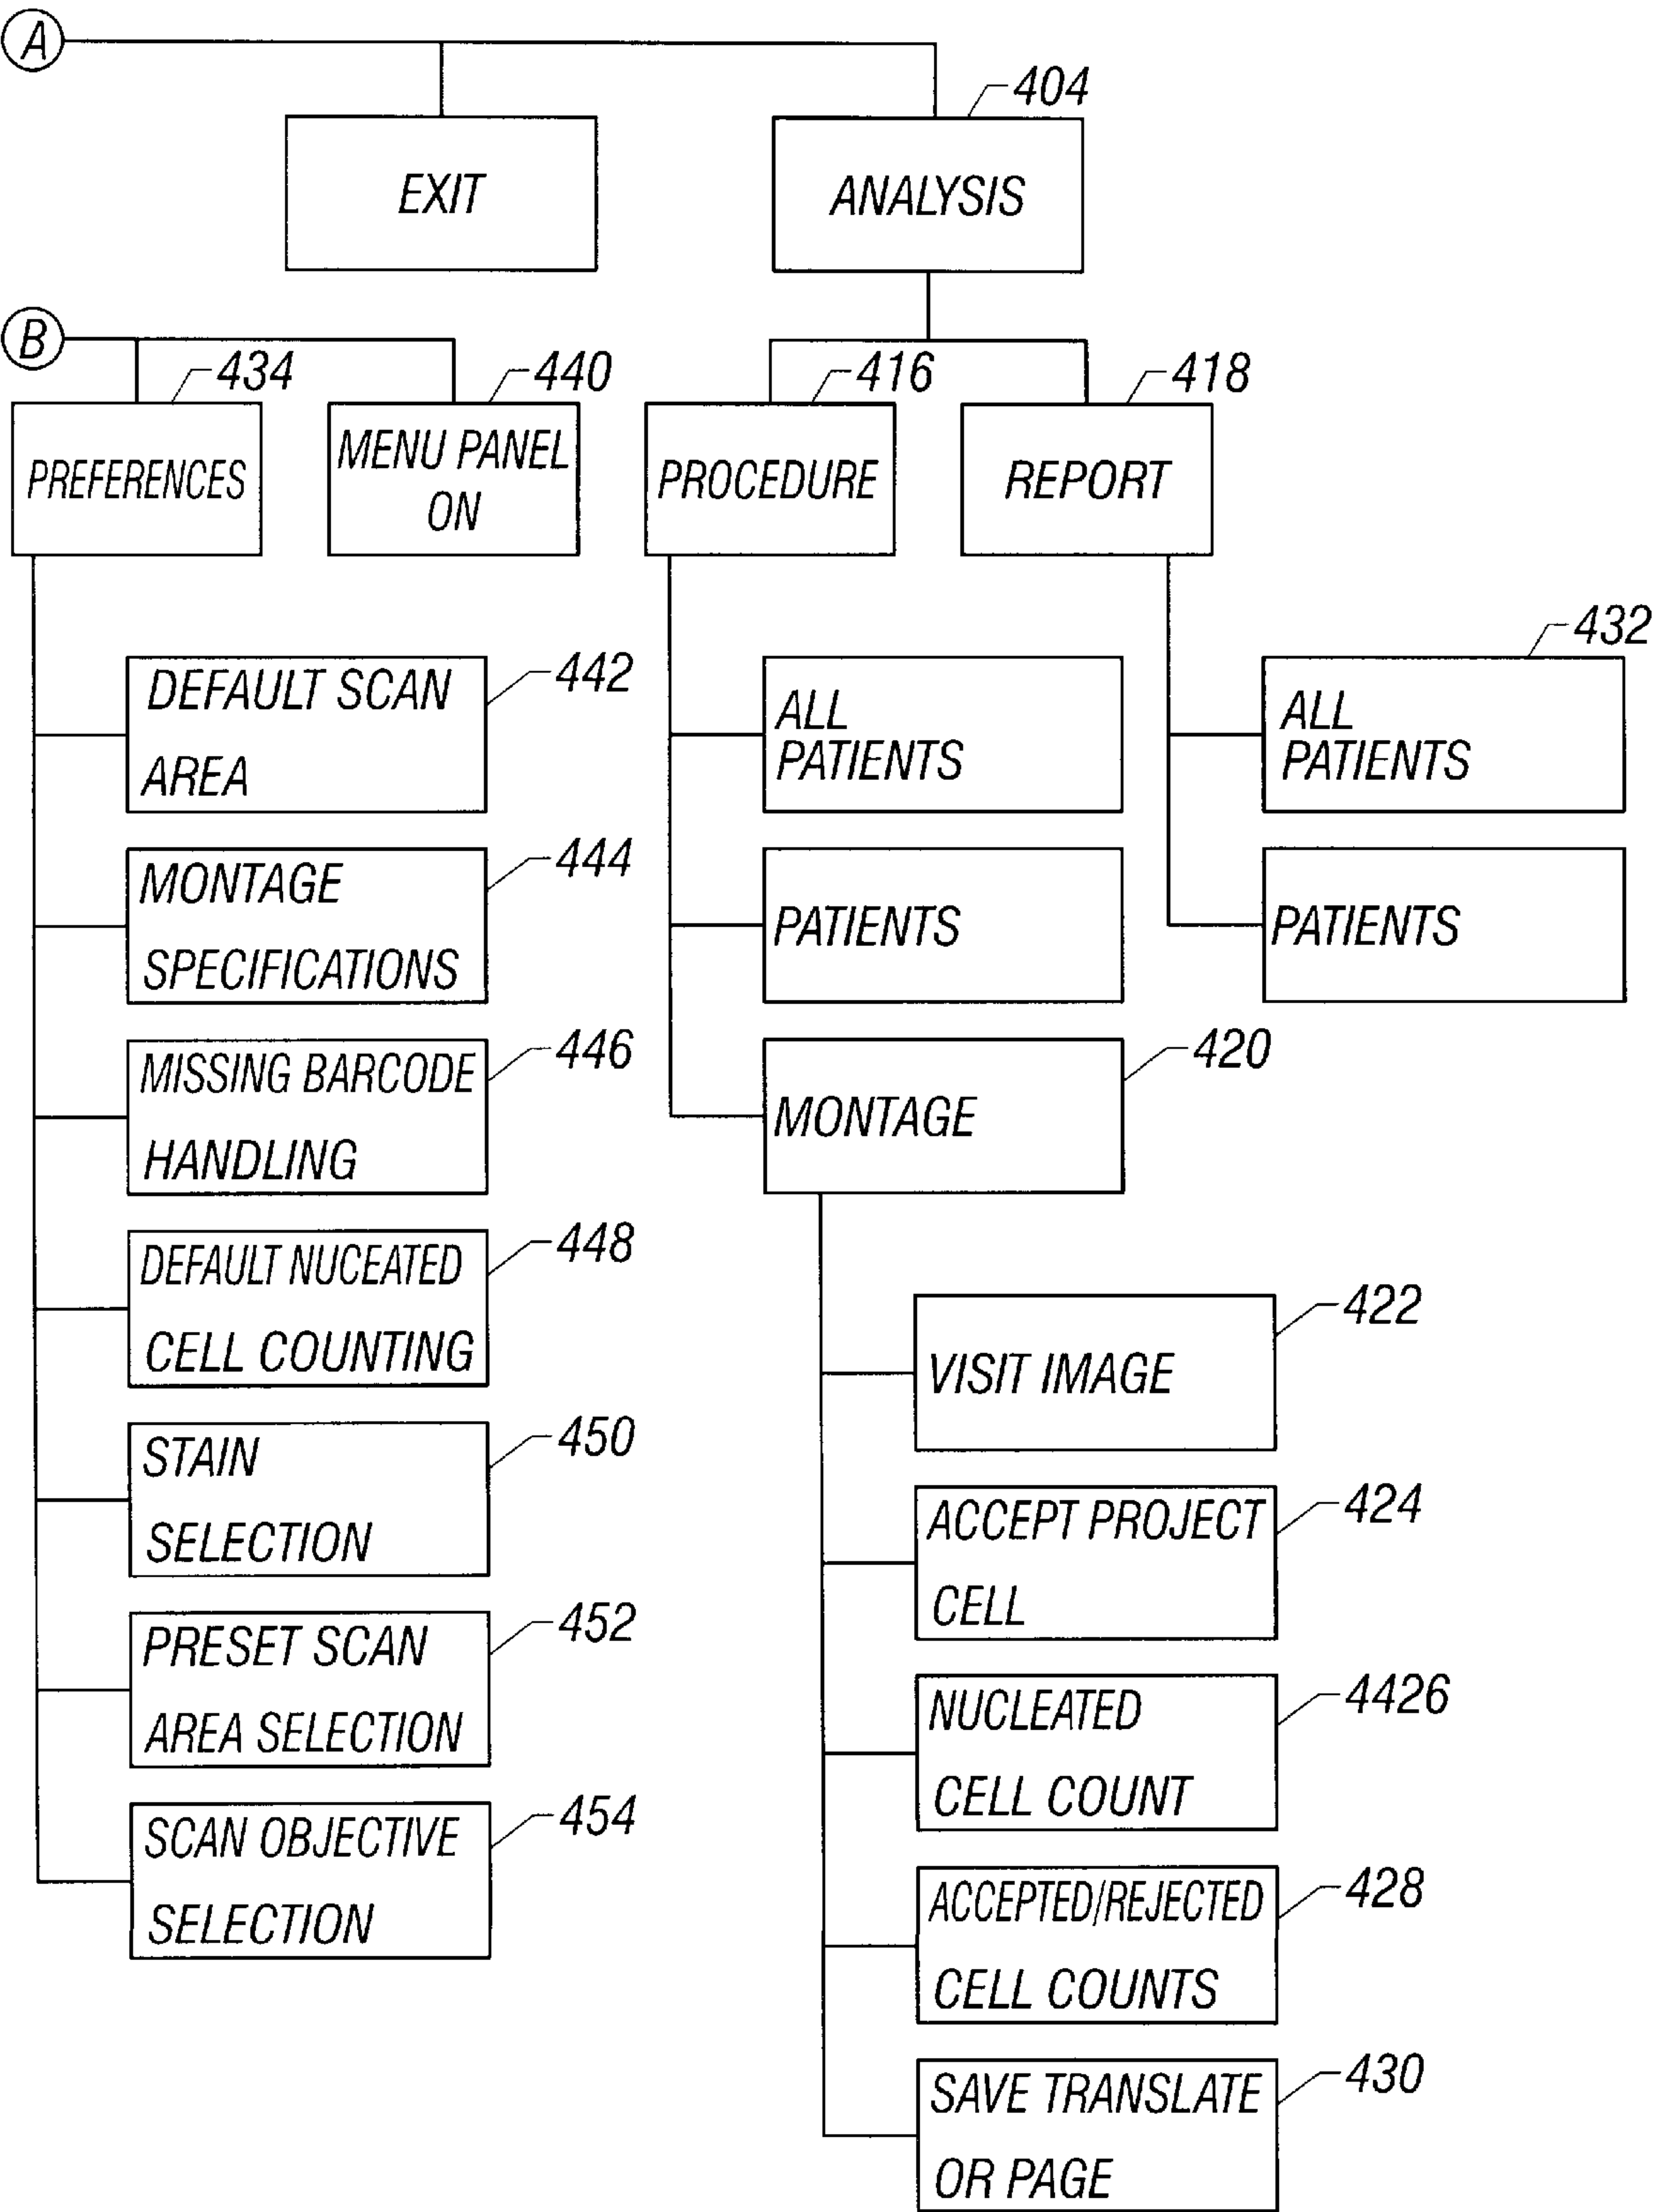 A
404
EXIT
ANALYSIS
B
434
440
416
418
PREFERENCES
MENU PANEL
ON
PROCEDURE
REPORT
442
DEFAULT SCAN
AREA
444
MONTAGE
SPECIFICATIONS
446
MISSING BARCODE
HANDLING
448
DEFAULT NUCEATED
CELL COUNTING
450
STAIN
SELECTION
452
PRESET SCAN
AREA SELECTION
454
SCAN OBJECTIVE
SELECTION
ALL
PATIENTS
PATIENTS
420
MONTAGE
422
VISIT IMAGE
424
ACCEPT PROJECT
CELL
4426
NUCLEATED
CELL COUNT
428
ACCEPTED/REJECTED
CELL COUNTS
430
SAVE TRANSLATE
OR PAGE
432
ALL
PATIENTS
PATIENTS